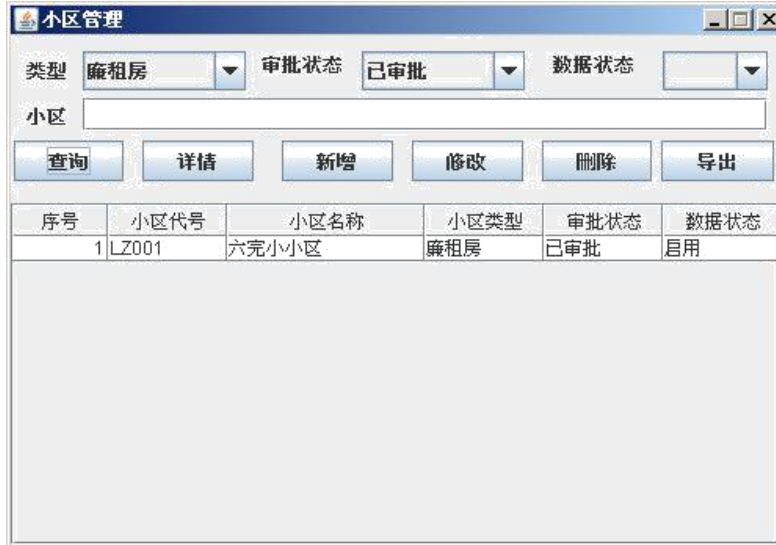 小区管理
类型 廉租房 审批状态 已审批 数据状态
小区
查询 详情 新增 修改 删除 导出
序号 小区代号 小区名称 小区类型 审批状态 数据状态
1 LZ001 六完小小区 廉租房 已审批 启用